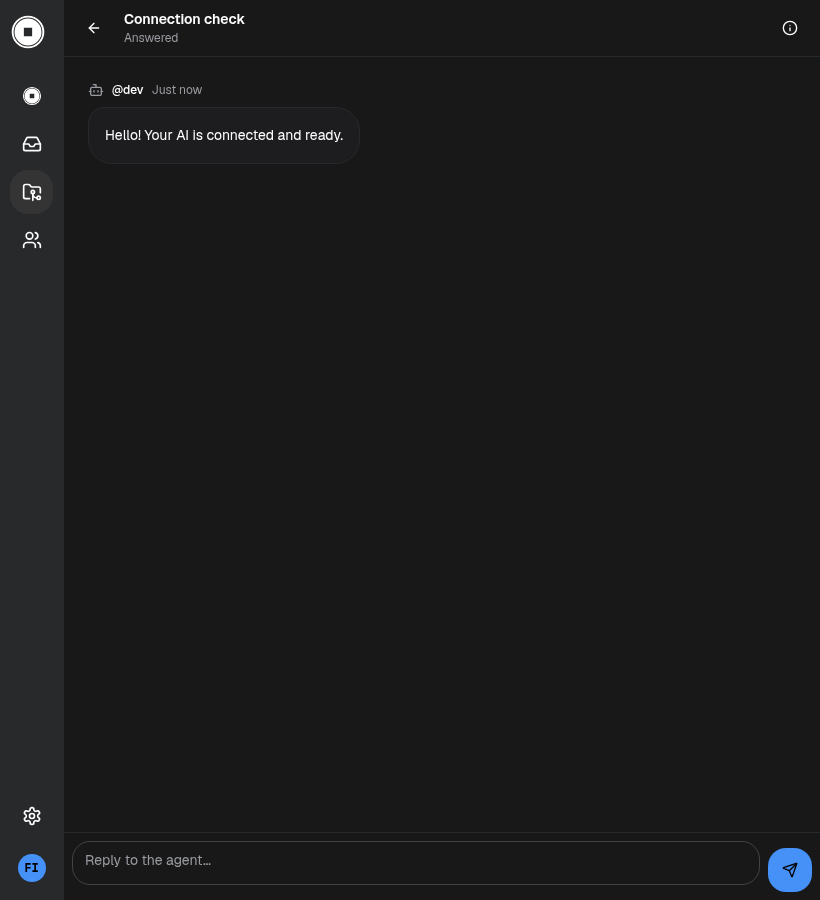 Connection check
Answered
@dev Just now
Hello! Your AI is connected and ready.
Reply to the agent...
FI